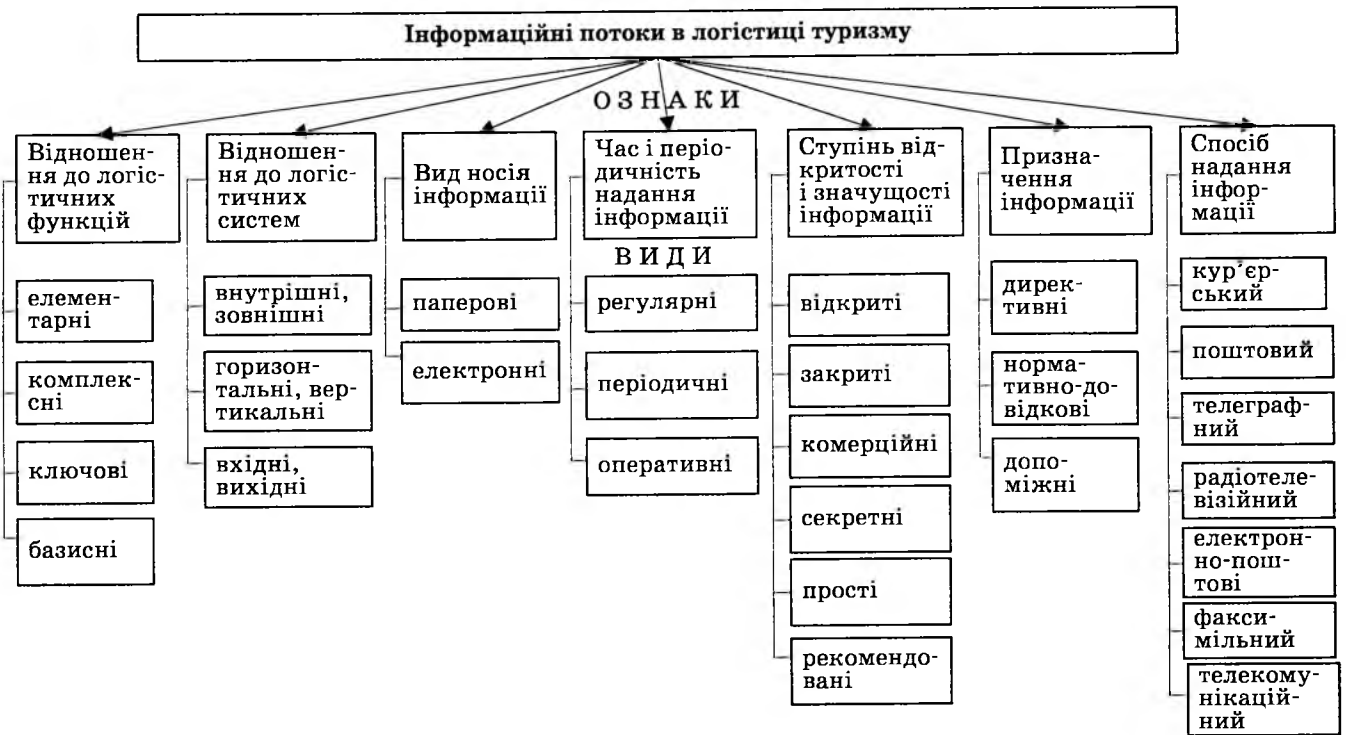 Інформаційні потоки в логістиці туризму
ОЗНАКИ
Відношен-
ня до логіс-
тичних
функцій
Відношен-
ня до логіс-
тичних
систем
Вид носія
інформації
Час і періо-
дичність
надання
інформації
Ступінь від-
критості
і значущості
інформації
Призна-
чення
інформації
Спосіб
надання
інфор-
мації
ВИДИ
елемен-
тарні
комплек-
сні
ключові
базисні
внутрішні,
зовнішні
горизон-
тальні, вер-
тикальні
вхідні,
вихідні
паперові
електронні
регулярні
періодичні
оперативні
відкриті
закриті
комерційні
секретні
прості
рекомендо-
вані
дирек-
тивні
норма-
тивно-до-
відкові
допо-
міжні
кур'єр-
ський
поштовий
телеграф-
ний
радіотеле-
візійний
електрон-
но-пош-
тові
факси-
мільний
телекому-
нікацій-
ний